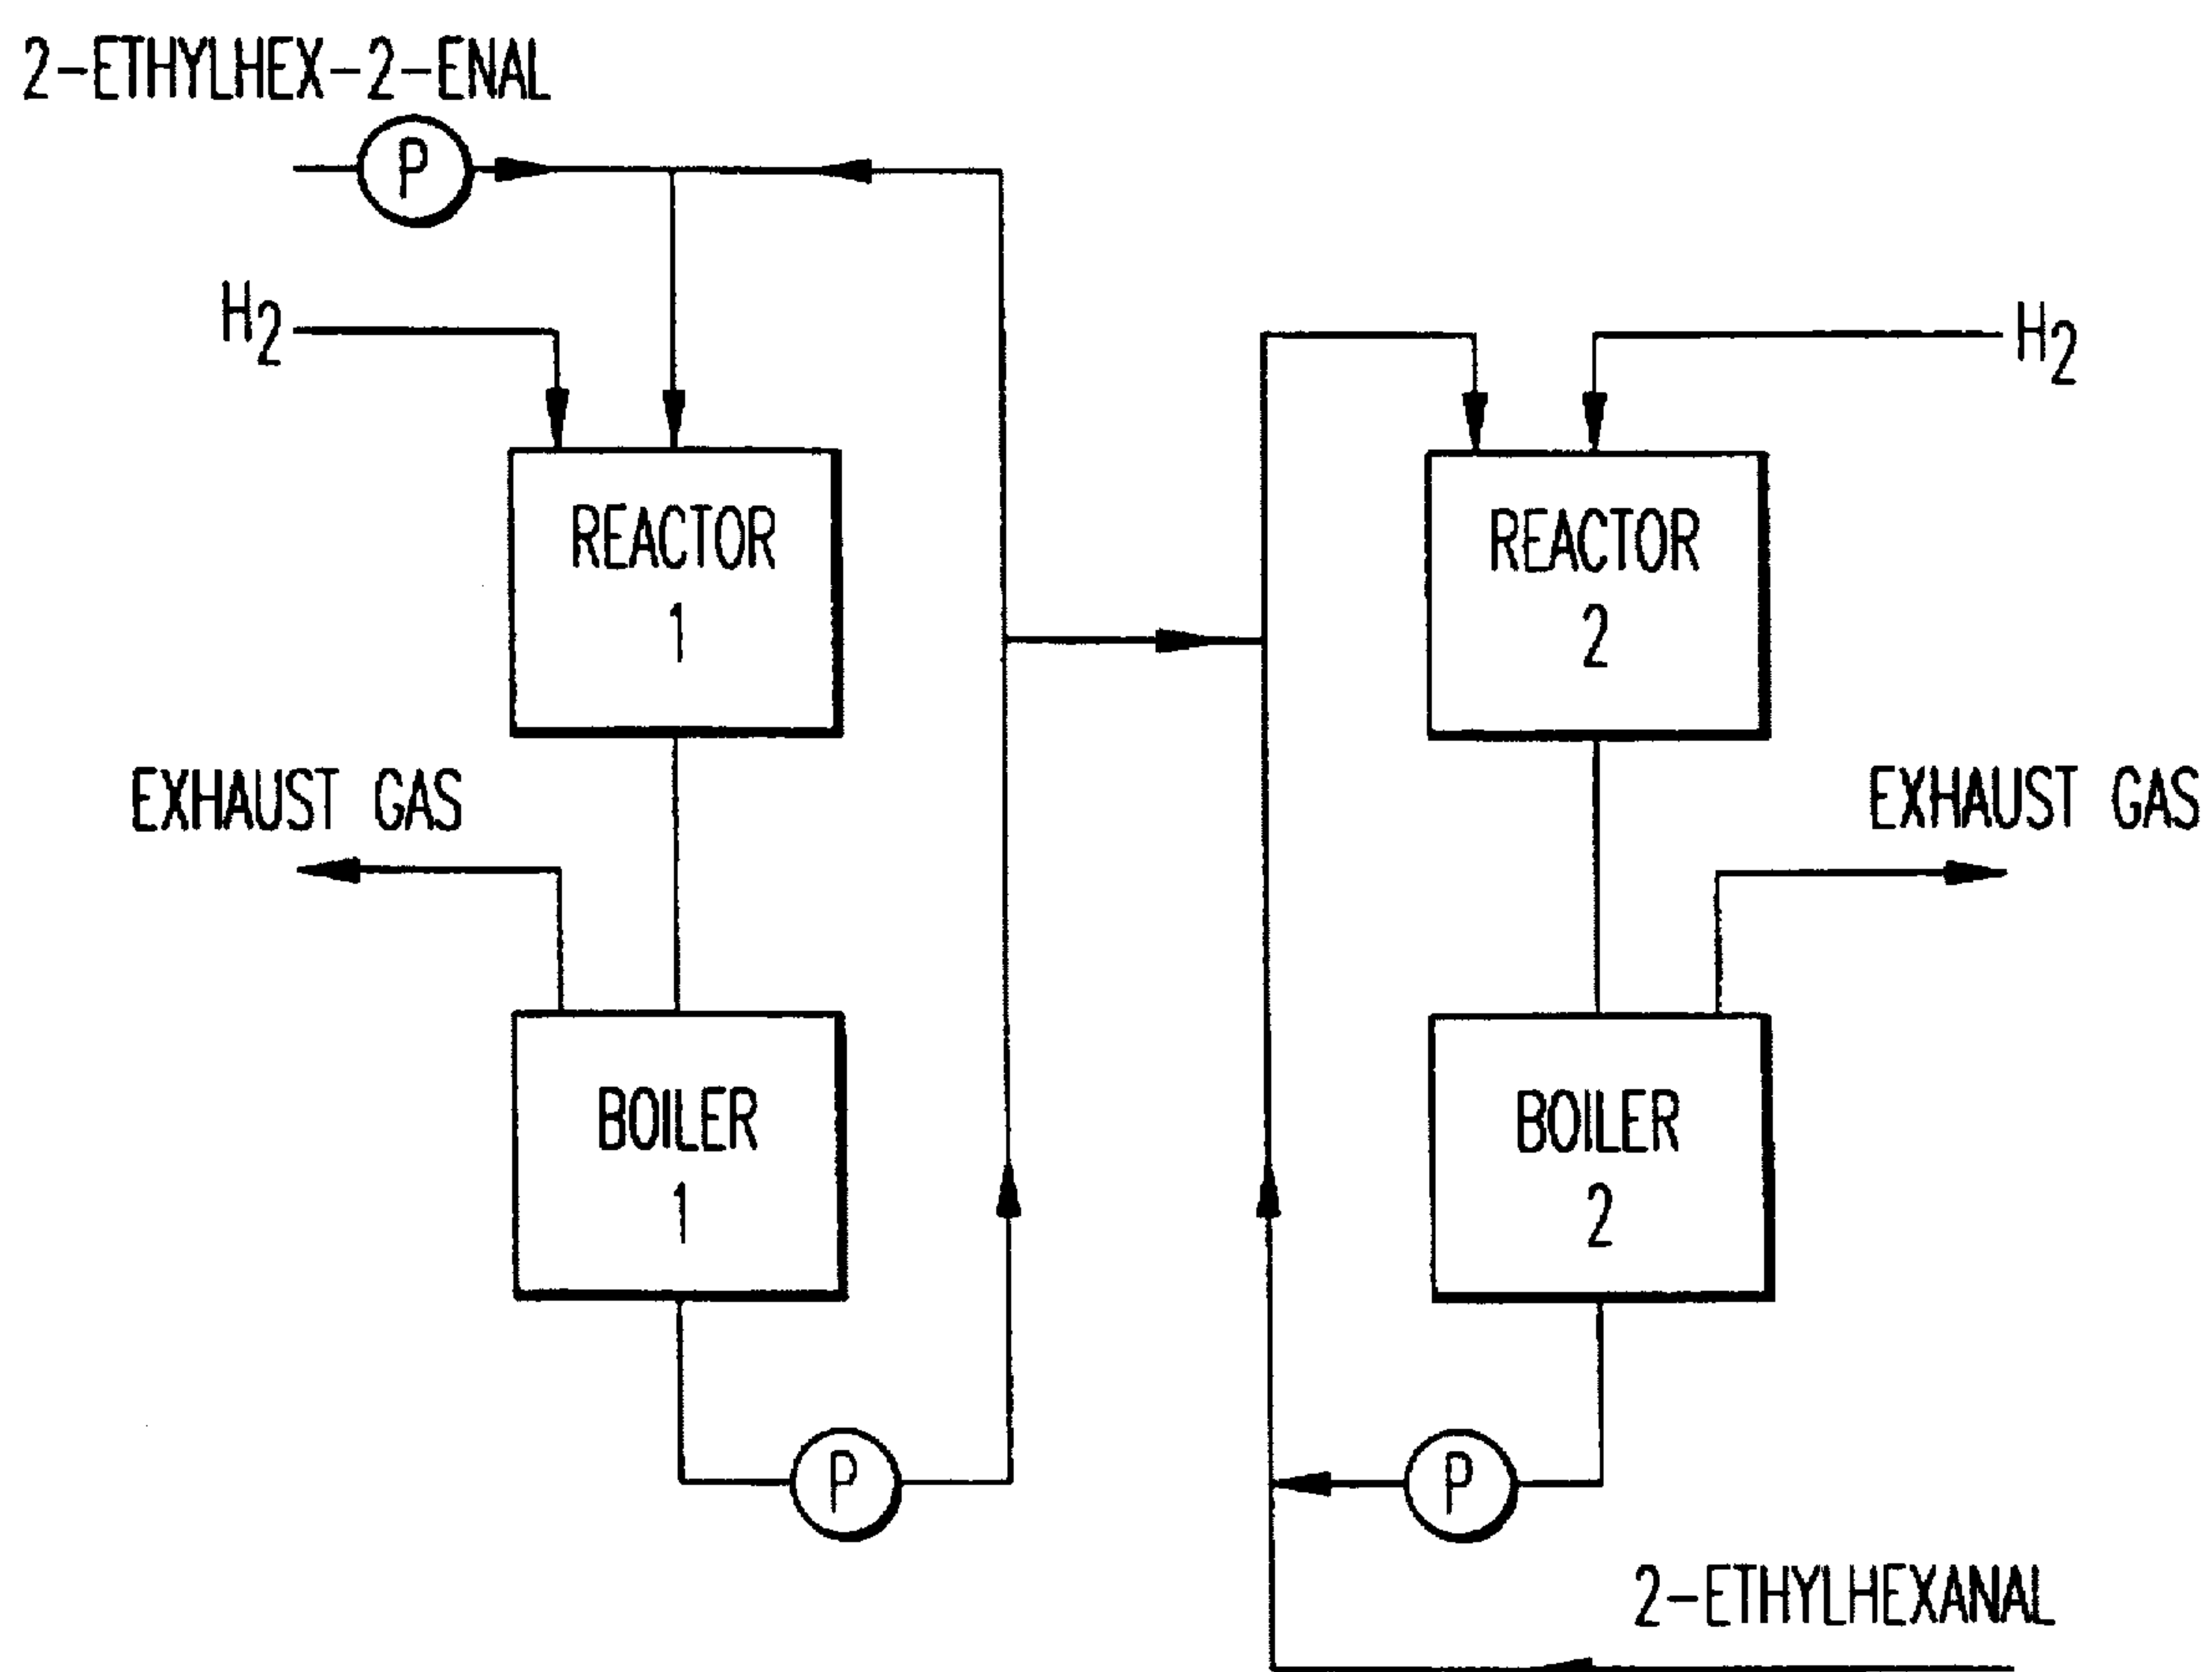 2-ETHYLHEX-2-ENAL
P
H2
H2
REACTOR
1
REACTOR
2
EXHAUST GAS
EXHAUST GAS
BOILER
1
BOILER
2
P
P
2-ETHYLHEXANAL